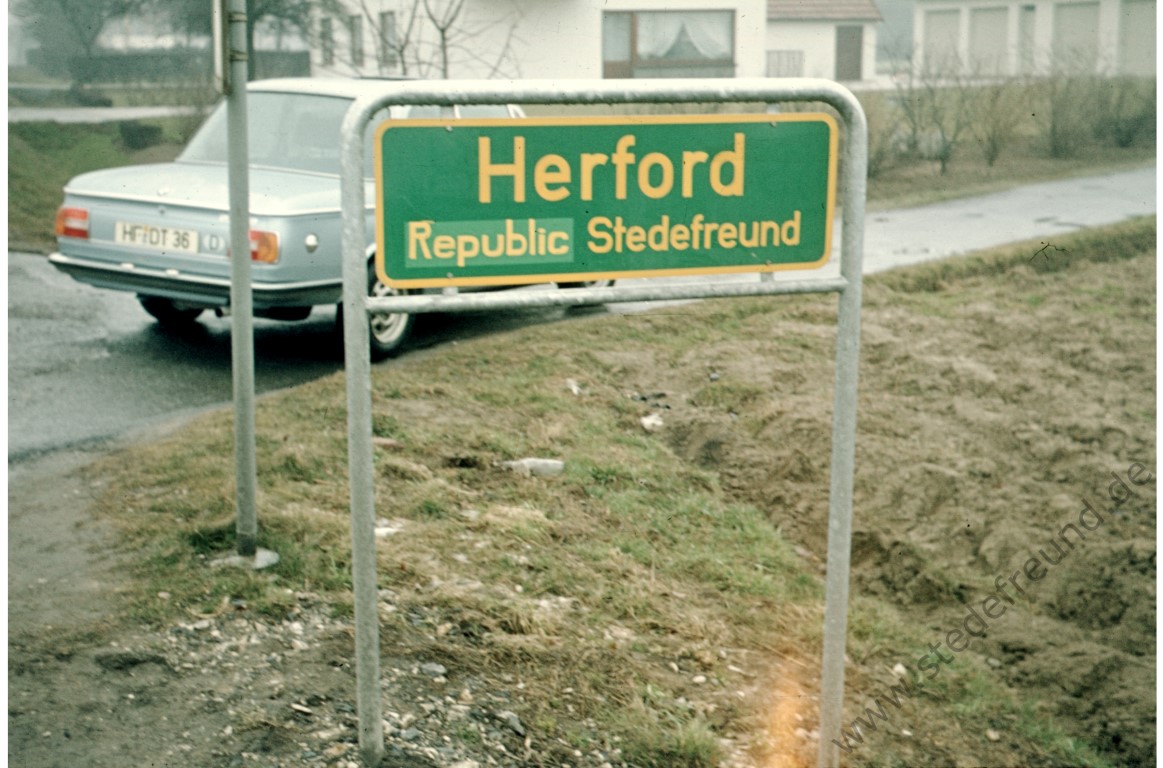 Herford
Republic Stedefreund
HF DT 36
D
www.stedefreund.de